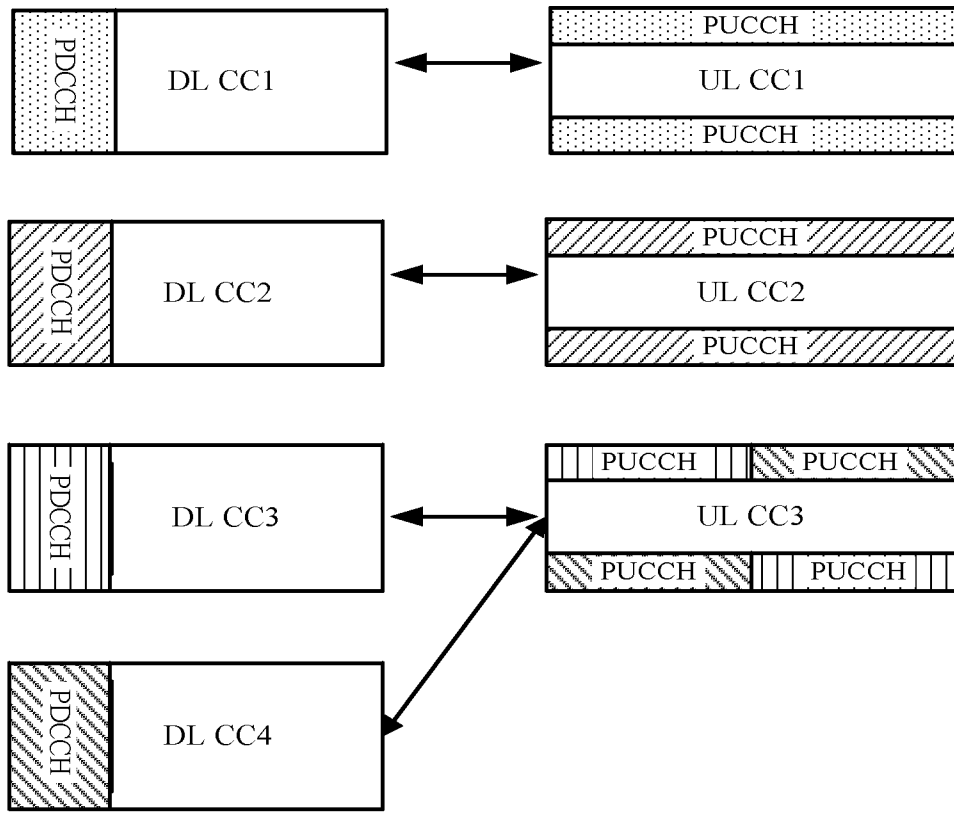 PDCCH
DL CC1
PUCCH
UL CC1
PUCCH
PDCCH
DL CC2
PUCCH
UL CC2
PUCCH
PDCCH
DL CC3
PUCCH PUCCH
UL CC3
PUCCH PUCCH
PDCCH
DL CC4